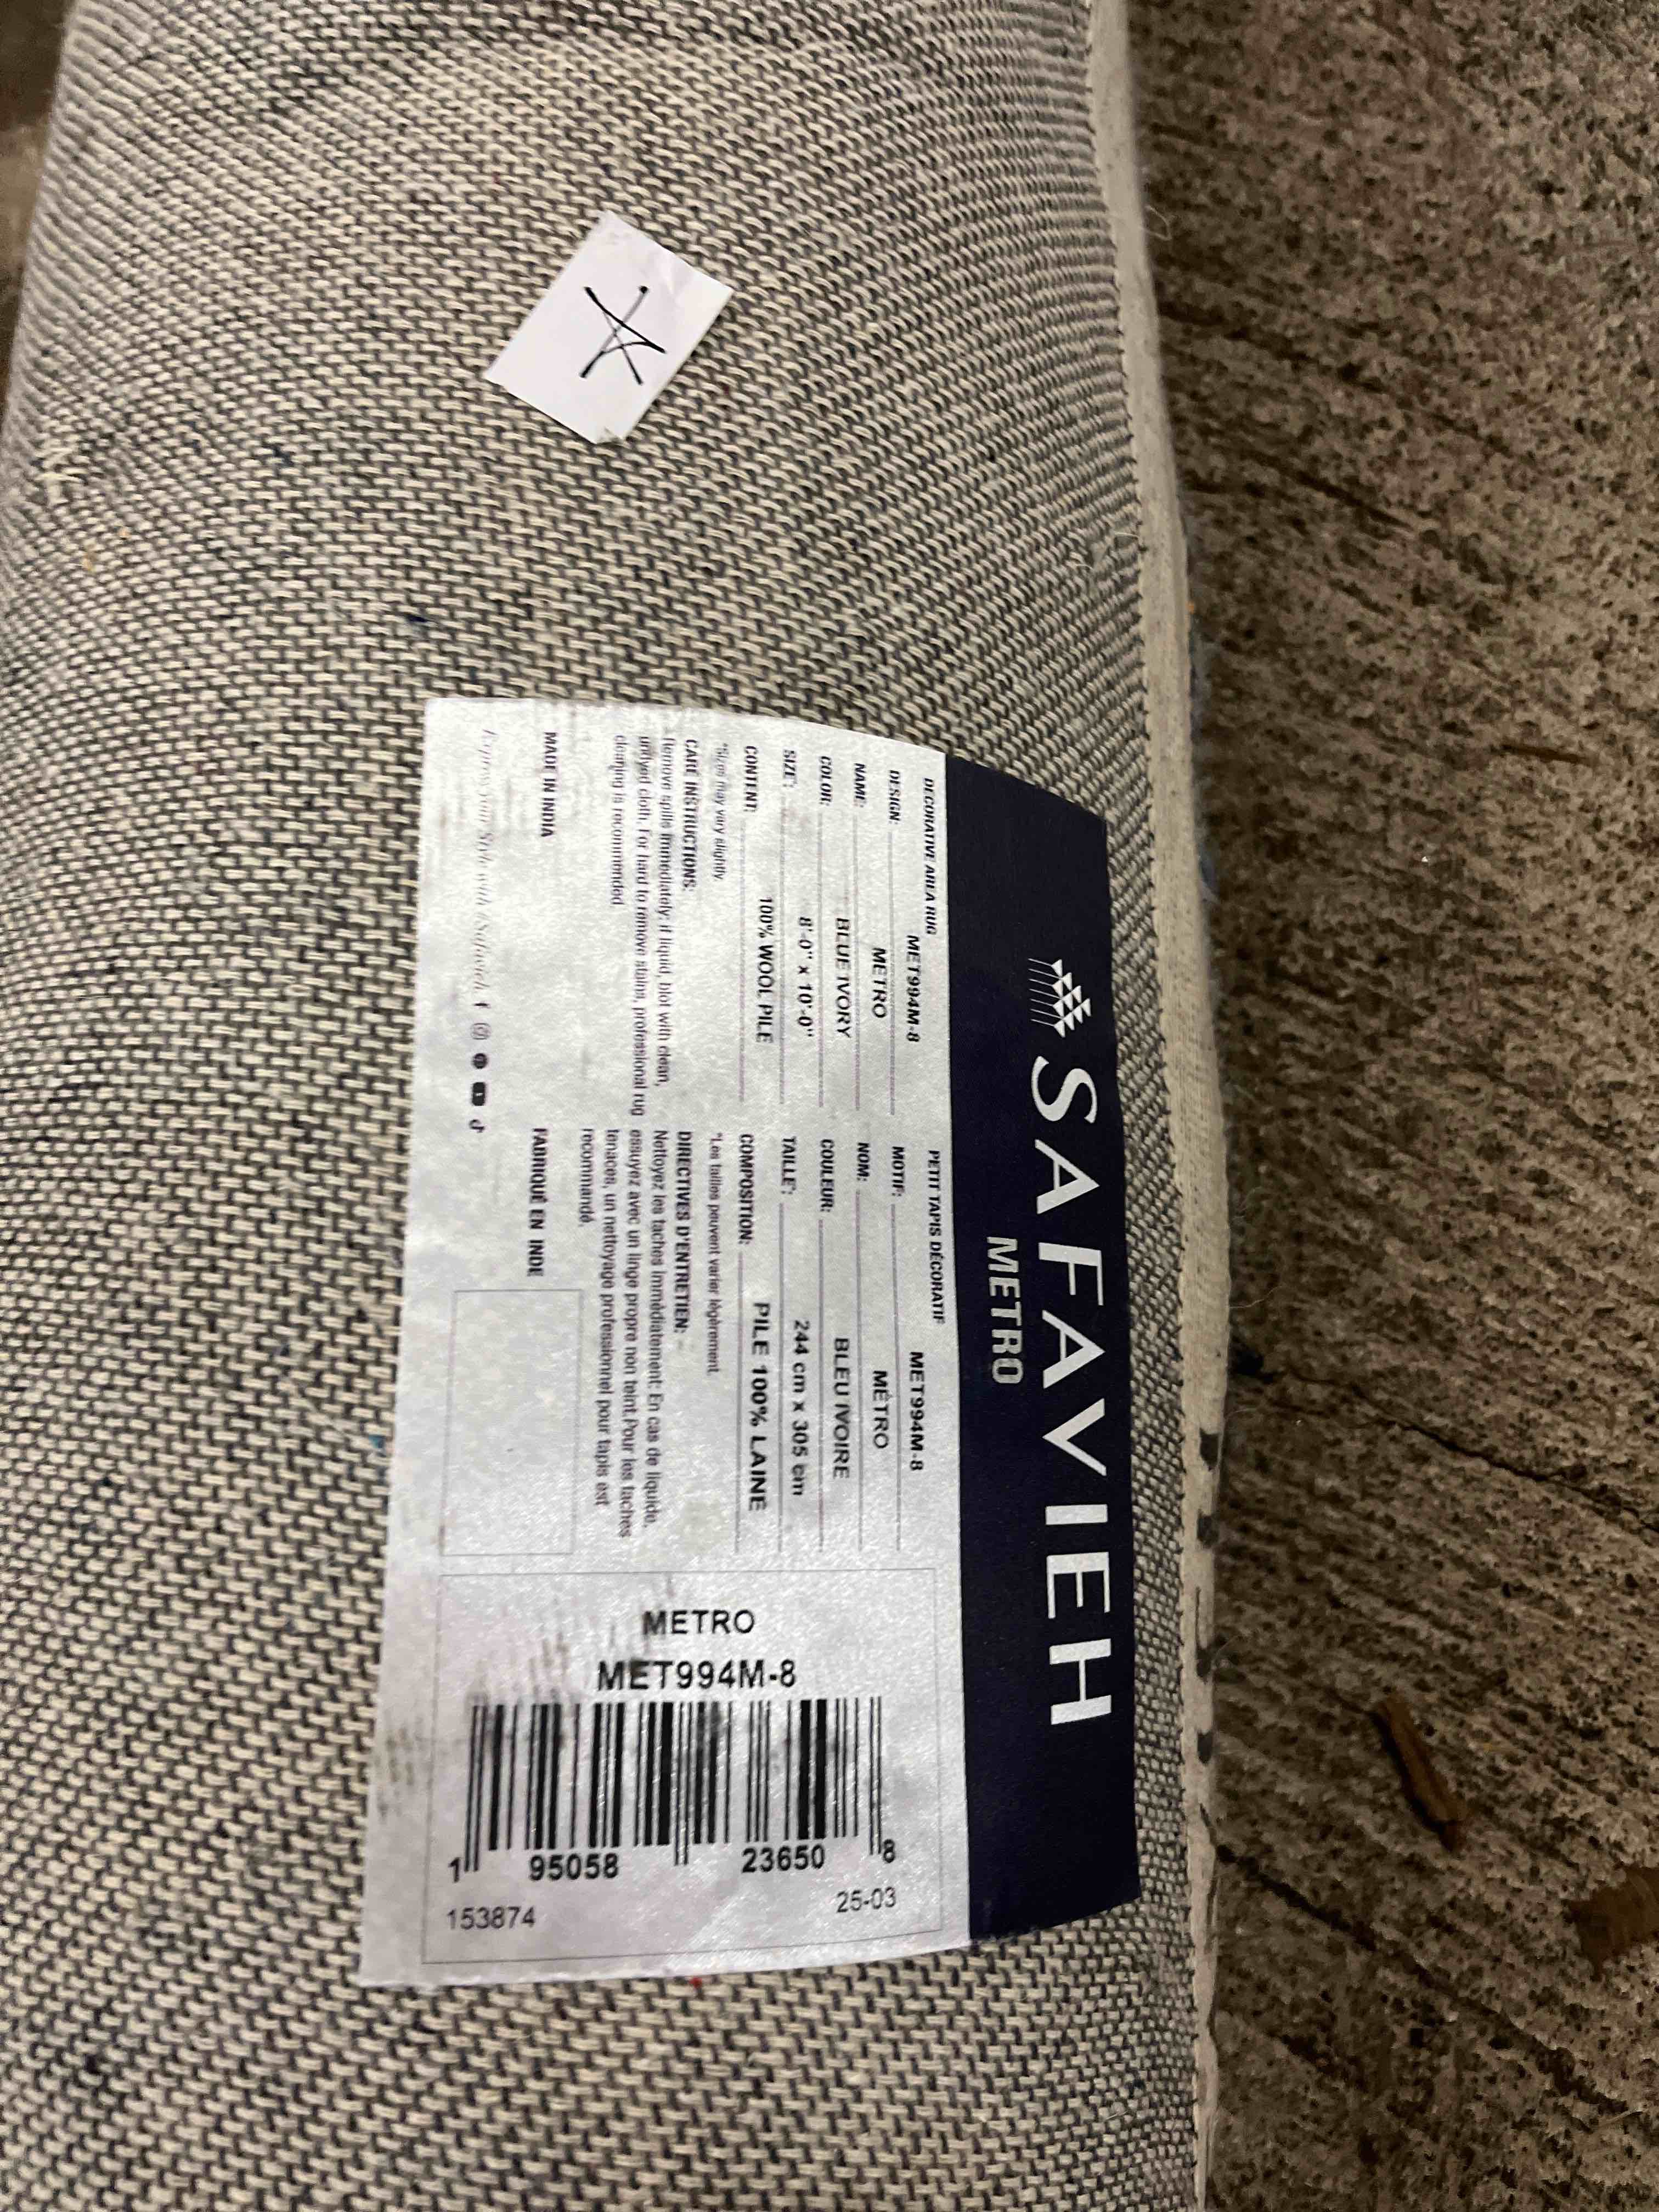 SAFAVIEH
METRO
DECORATIVE AREA RUG
DESIGN: MET994M-8
NAME: METRO
COLOR: BLUE IVORY
SIZE*: 8'-0" x 10'-0"
CONTENT: 100% WOOL PILE
*Sizes may vary slightly.
CARE INSTRUCTIONS:
Remove spills immediately; if liquid, blot with clean,
undyed cloth. For hard to remove stains, professional rug
cleaning is recommended.
MADE IN INDIA
Express your Style with Safavieh
PETIT TAPIS DÉCORATIF
MOTIF: MET994M-8
NOM: MÉTRO
COULEUR: BLEU IVOIRE
TAILLE*: 244 cm x 305 cm
COMPOSITION: PILE 100% LAINE
*Les tailles peuvent varier légèrement.
DIRECTIVES D'ENTRETIEN:
Nettoyez les taches immédiatement: En cas de liquide,
essuyez avec un linge propre non teint. Pour les taches
tenaces, un nettoyage professionnel pour tapis est
recommandé.
FABRIQUÉ EN INDE
METRO
MET994M-8
1 95058 23650 8
153874 25-03